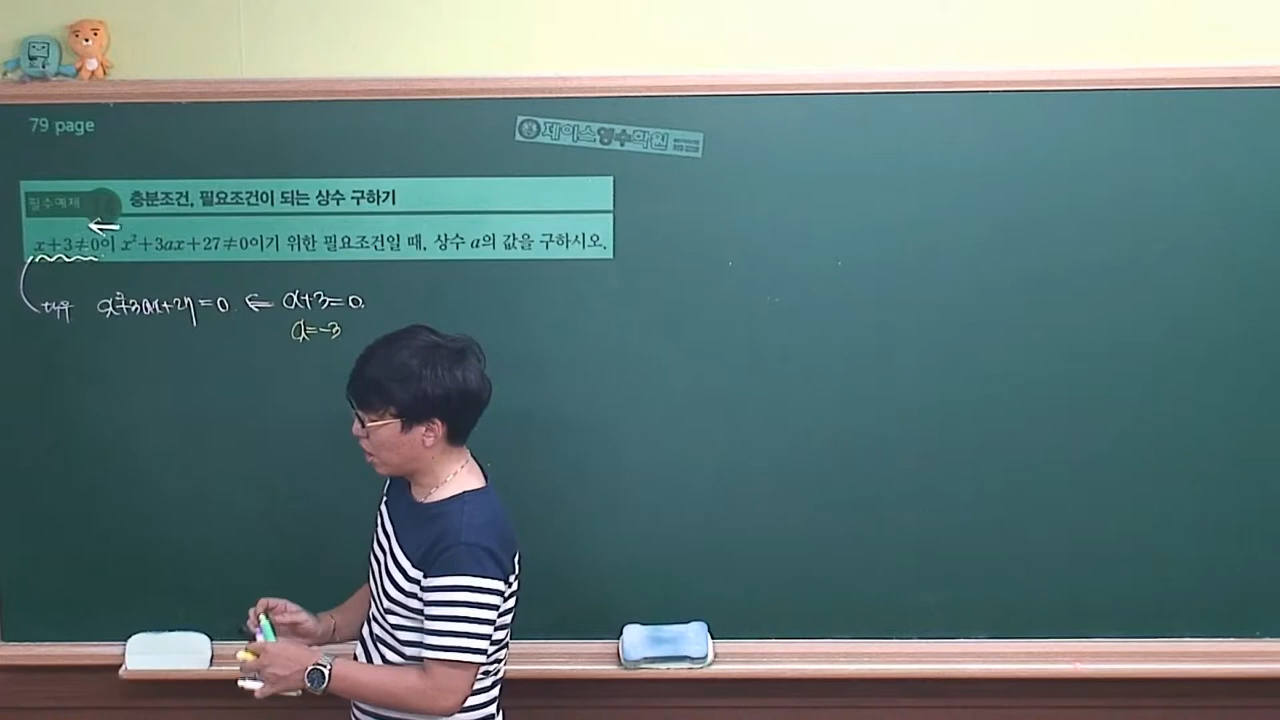 79 page
제이스영수학원
필수예제
충분조건, 필요조건이 되는 상수 구하기
x+3≠0이 x²+3ax+27≠0이기 위한 필요조건일 때, 상수 a의 값을 구하시오.
대우 x²+3ax+27=0. ⇐ x+3=0.
x=-3